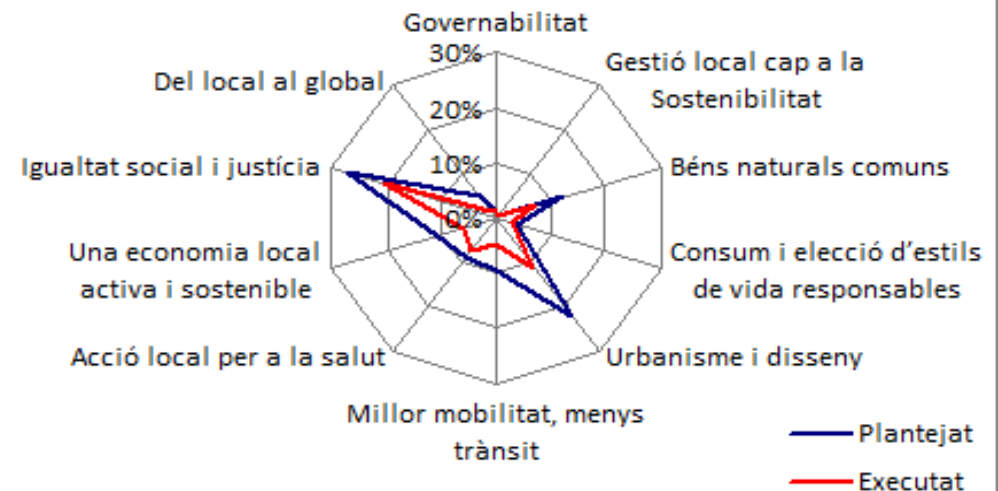 Governabilitat
30%
Gestió local cap a la
Sostenibilitat
Del local al global
20%
Igualtat social i justícia
10%
Béns naturals comuns
0%
Una economia local
activa i sostenible
Consum i elecció d'estils
de vida responsables
Acció local per a la salut
Urbanisme i disseny
Millor mobilitat, menys
trànsit
Plantejat
Executat